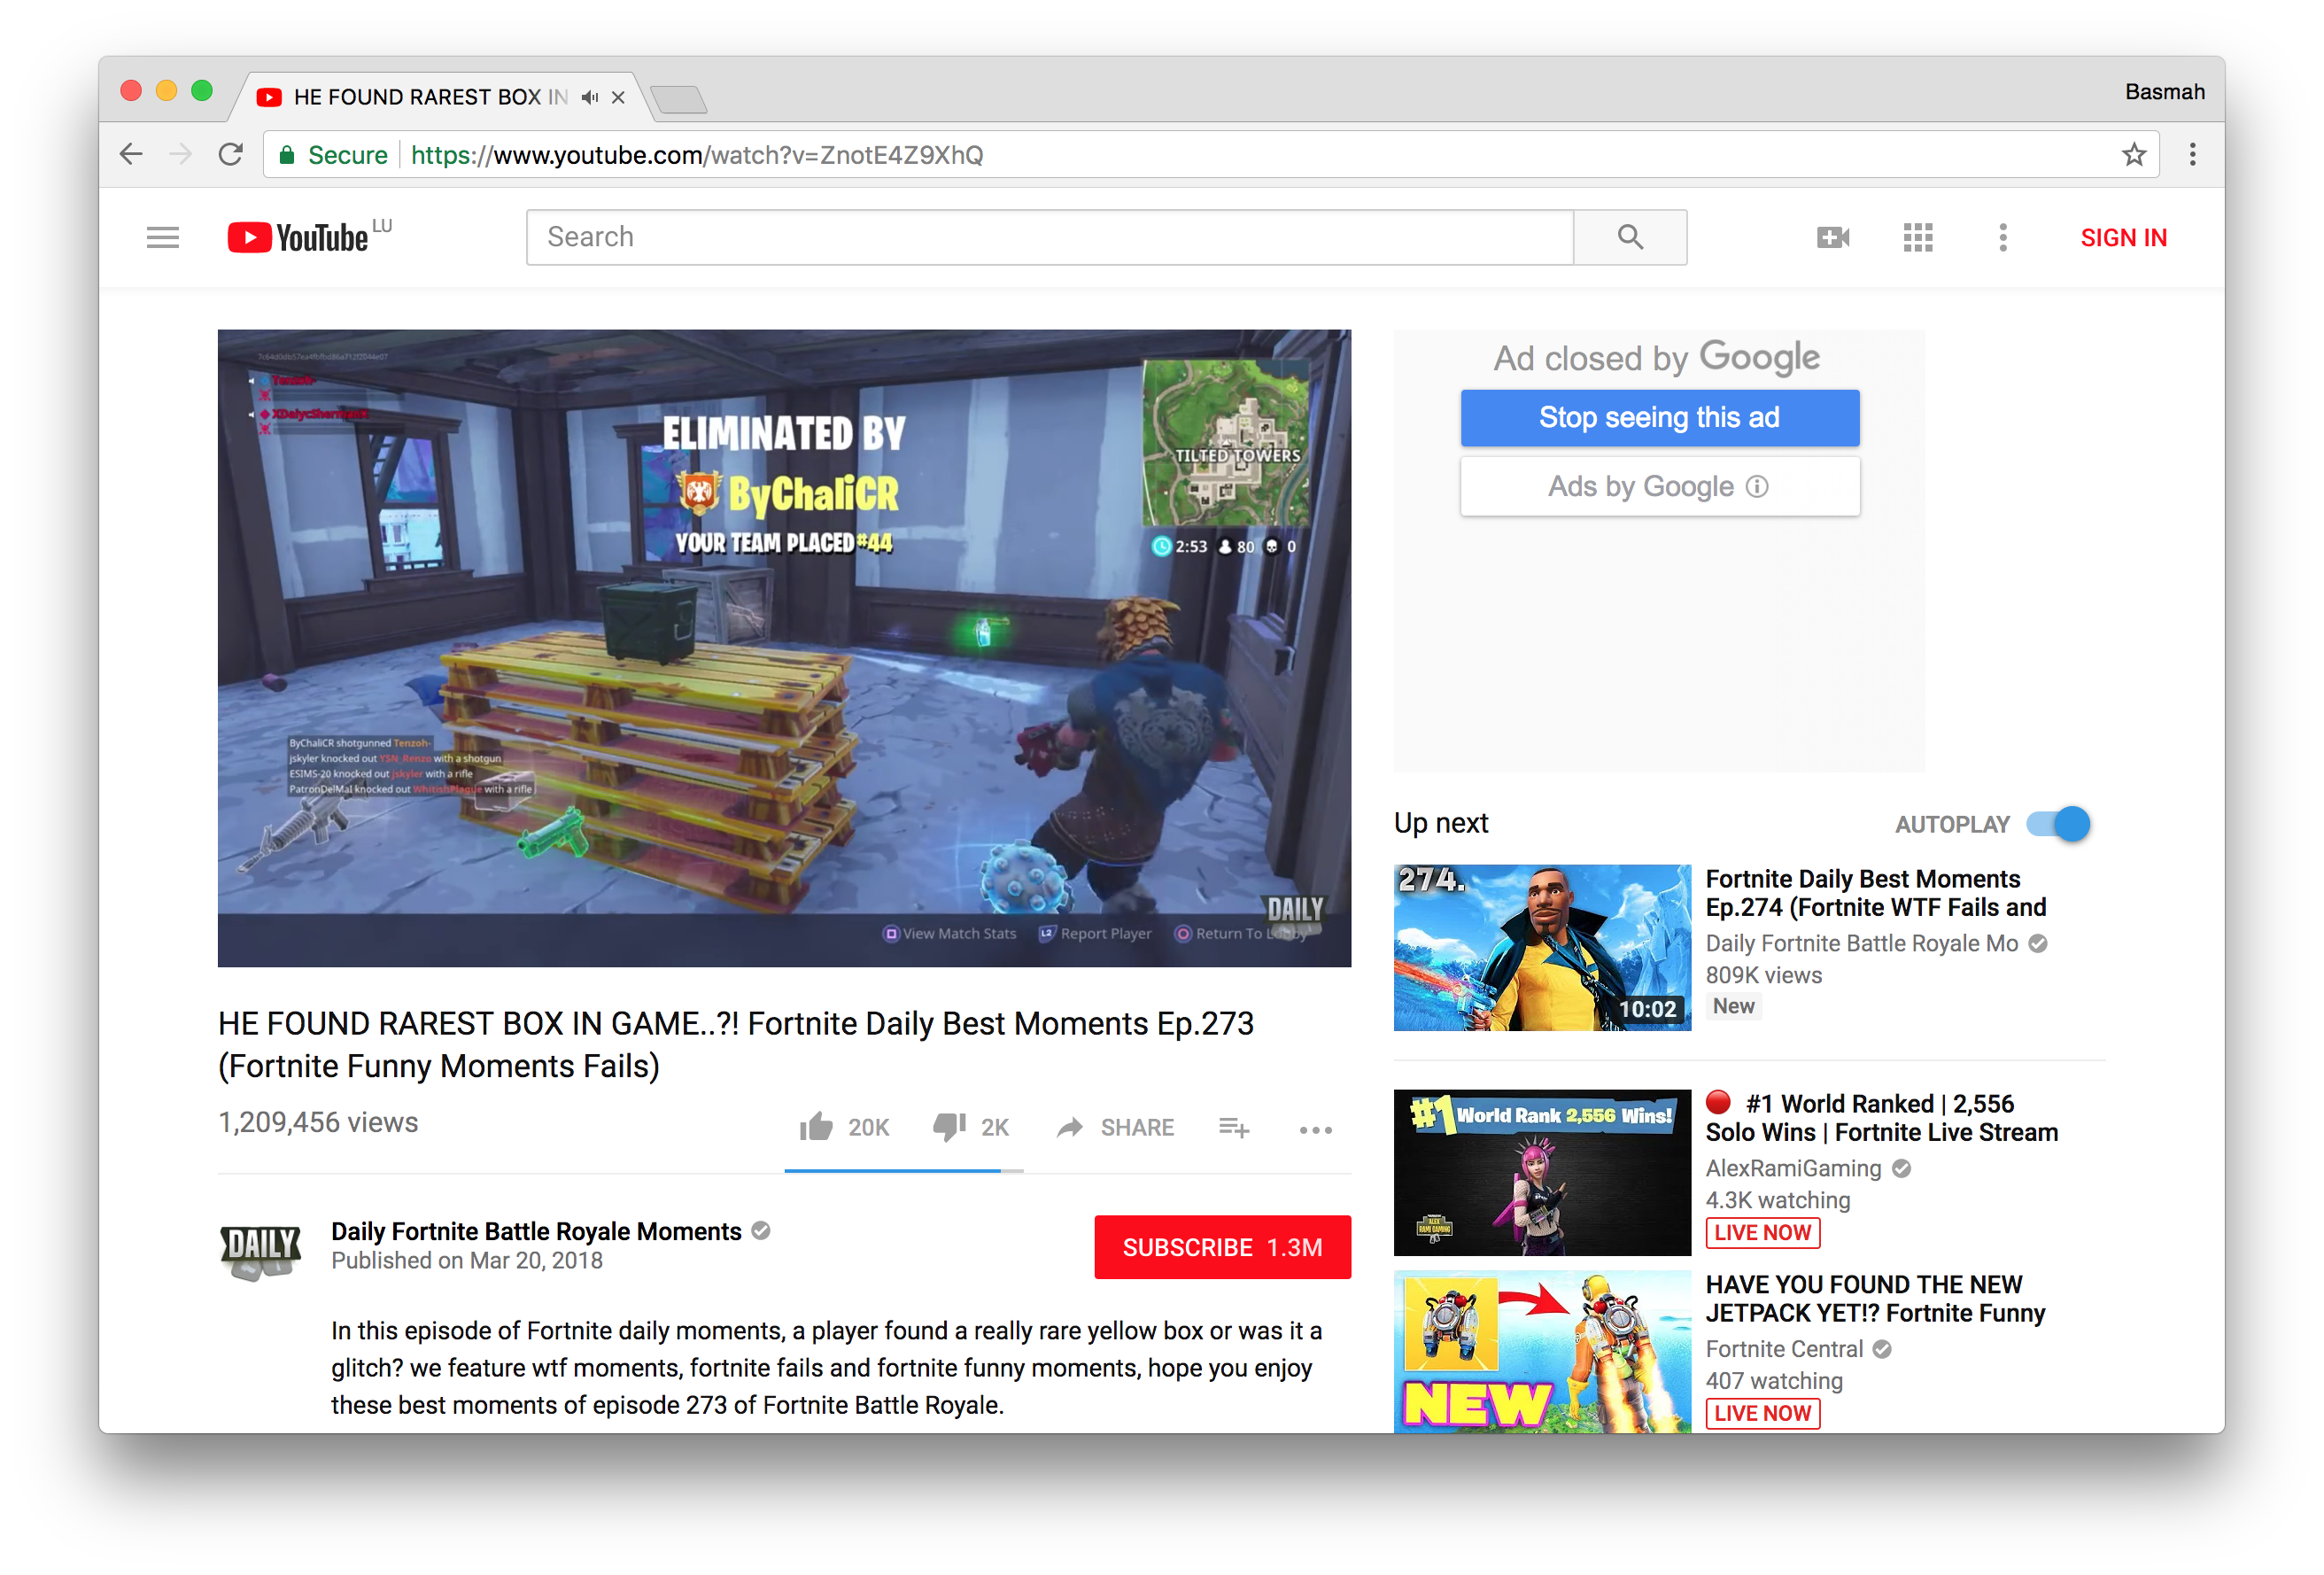 HE FOUND RAREST BOX IN
Basmah
Secure
https://www.youtube.com/watch?v=ZnotE4Z9XhQ
YouTube LU
Search
SIGN IN
Tenzoh-
ELIMINATED BY
ByChaliCR
YOUR TEAM PLACED #44
TILTED TOWERS
2:53 80 0
ByChaliCR shotgunned Tenzoh-
jskyler knocked out YSN_Renzo with a shotgun
ESIMS-20 knocked out jskyler with a rifle
PatronDelMal knocked out WhitishPlague with a rifle
DAILY
View Match Stats L2 Report Player Return To Lobby
Ad closed by Google
Stop seeing this ad
Ads by Google
HE FOUND RAREST BOX IN GAME..?! Fortnite Daily Best Moments Ep.273
(Fortnite Funny Moments Fails)
1,209,456 views
20K 2K SHARE
DAILY
Daily Fortnite Battle Royale Moments
Published on Mar 20, 2018
SUBSCRIBE 1.3M
In this episode of Fortnite daily moments, a player found a really rare yellow box or was it a
glitch? we feature wtf moments, fortnite fails and fortnite funny moments, hope you enjoy
these best moments of episode 273 of Fortnite Battle Royale.
Up next
AUTOPLAY
274.
10:02
Fortnite Daily Best Moments
Ep.274 (Fortnite WTF Fails and
Daily Fortnite Battle Royale Mo
809K views
New
#1 World Rank 2,556 Wins!
ALEX
RAMI GAMING
#1 World Ranked | 2,556
Solo Wins | Fortnite Live Stream
AlexRamiGaming
4.3K watching
LIVE NOW
NEW
HAVE YOU FOUND THE NEW
JETPACK YET!? Fortnite Funny
Fortnite Central
407 watching
LIVE NOW